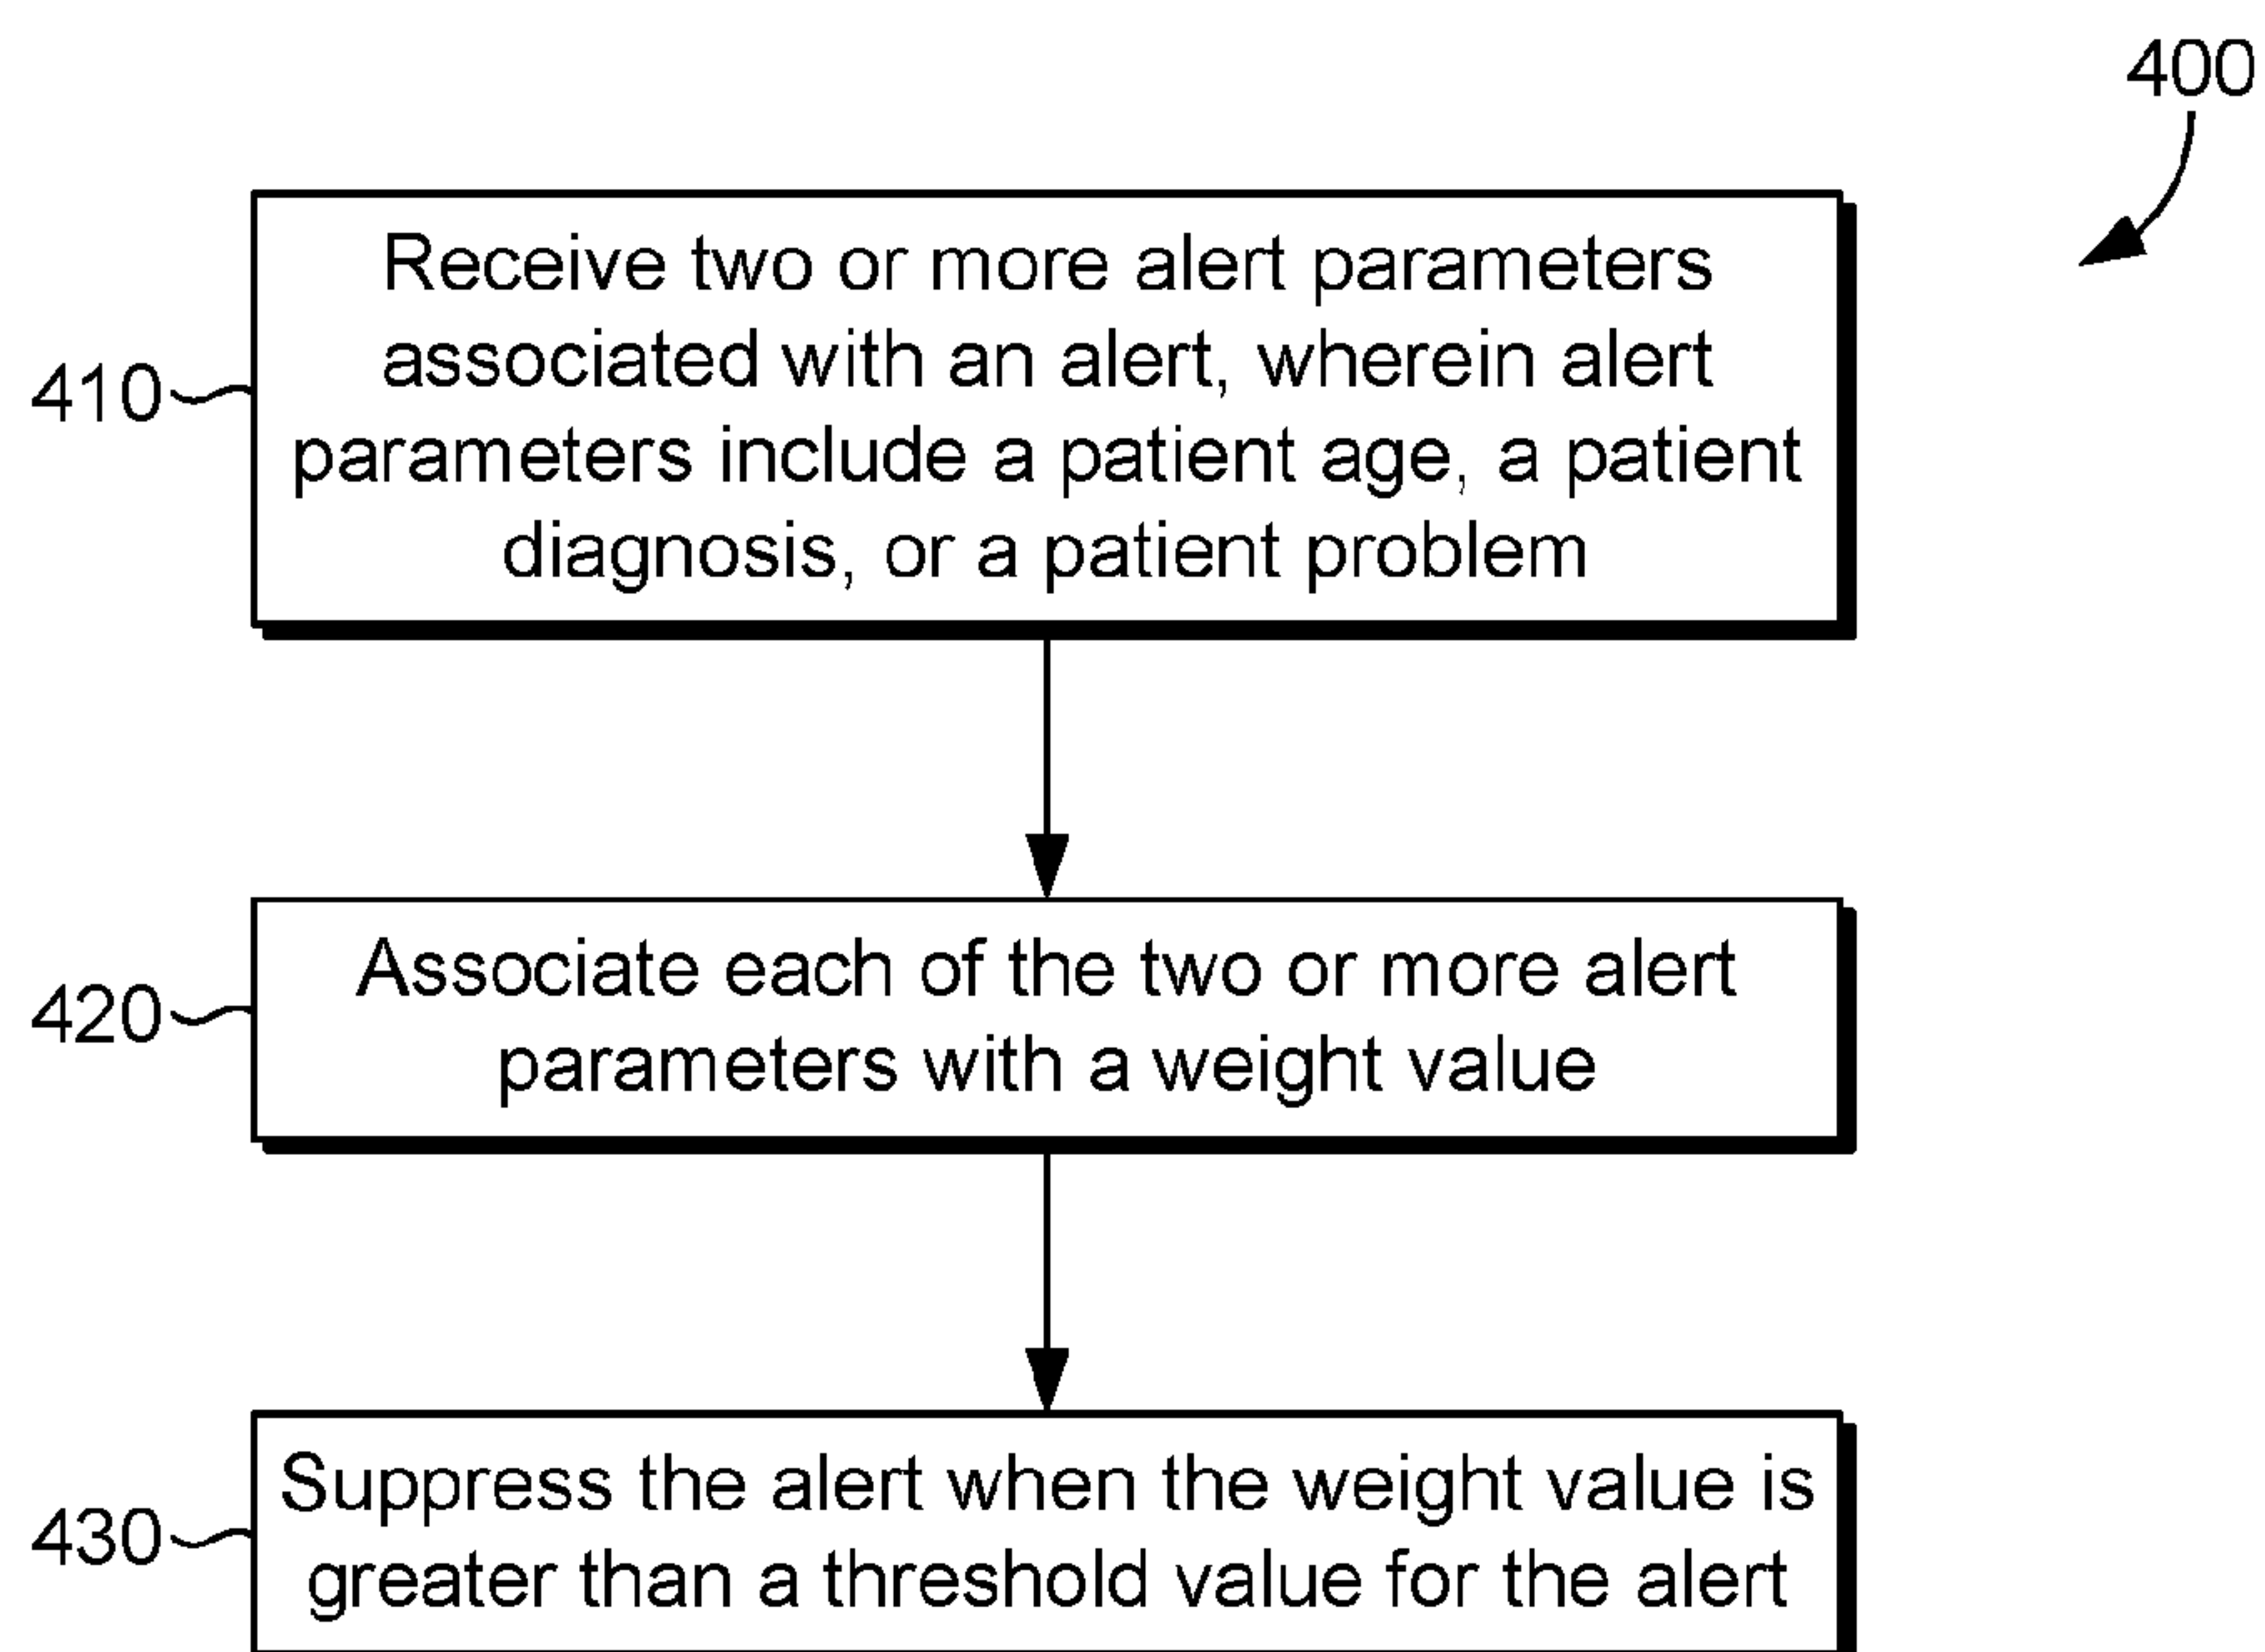 400
410
Receive two or more alert parameters
associated with an alert, wherein alert
parameters include a patient age, a patient
diagnosis, or a patient problem
420
Associate each of the two or more alert
parameters with a weight value
430
Suppress the alert when the weight value is
greater than a threshold value for the alert